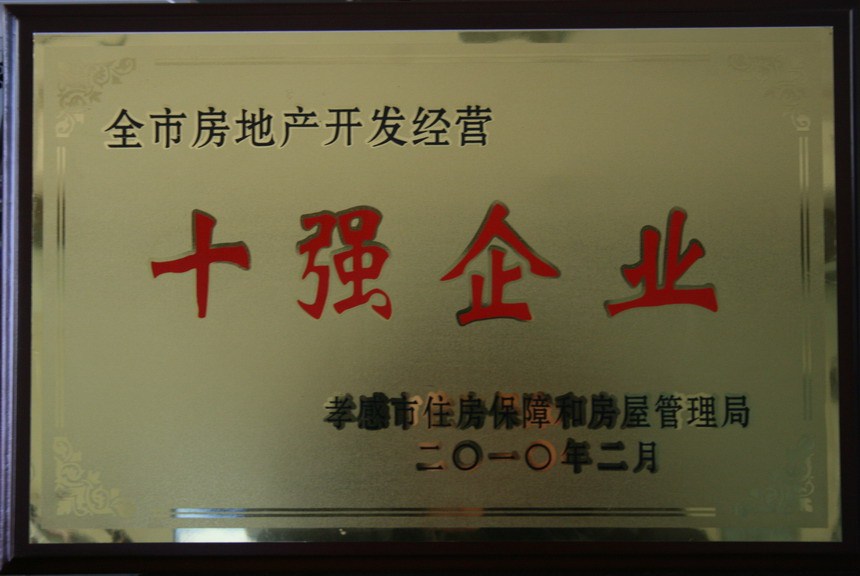 全市房地产开发经营
十强企业
孝感市住房保障和房屋管理局
二〇一〇年二月